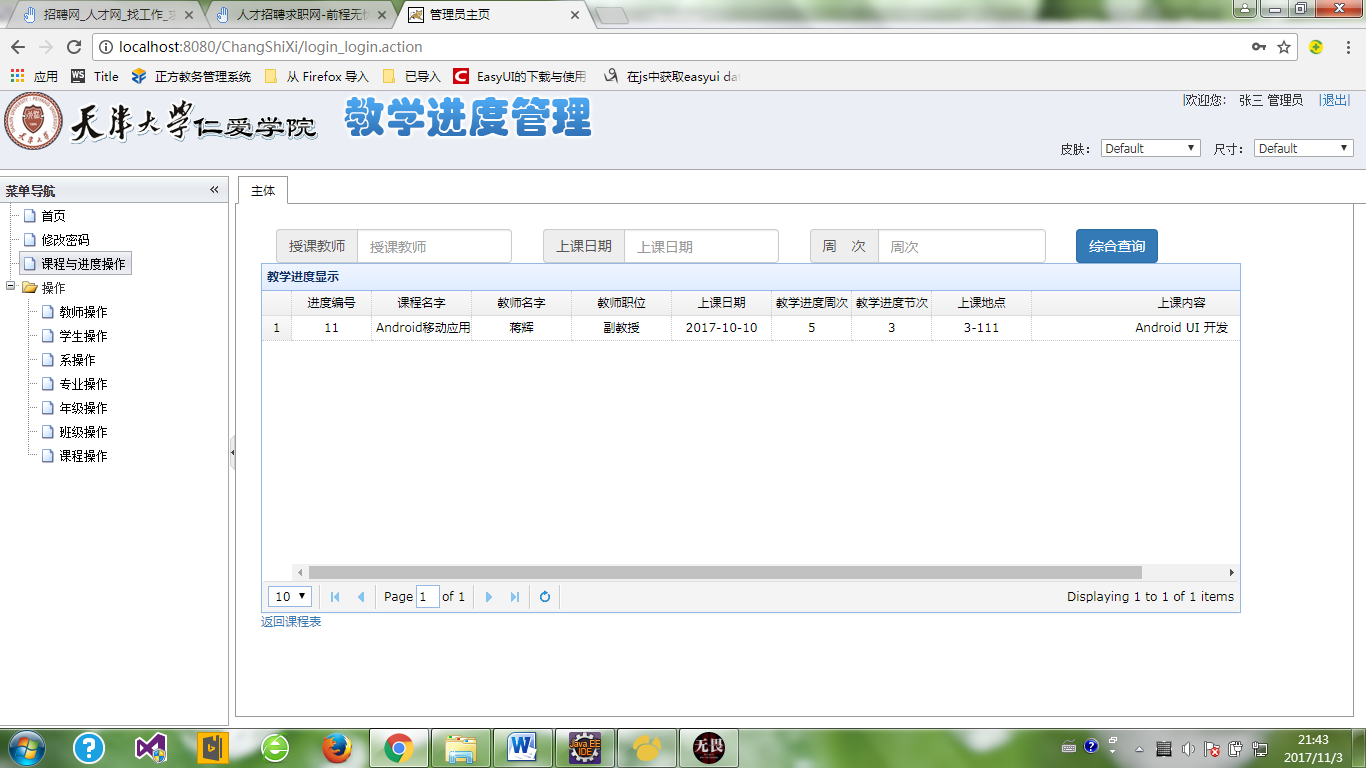 招聘网_人才网_找工作_求
人才招聘求职网-前程无忧
管理员主页
localhost:8080/ChangShiXi/login_login.action
应用 Title 正方教务管理系统 从 Firefox 导入 已导入 EasyUI的下载与使用 在js中获取easyui dat
天津大学仁爱学院 教学进度管理
|欢迎您: 张三 管理员 |退出|
皮肤: Default 尺寸: Default
菜单导航
首页
修改密码
课程与进度操作
操作
教师操作
学生操作
系操作
专业操作
年级操作
班级操作
课程操作
主体
授课教师 授课教师 上课日期 上课日期 周 次 周次 综合查询
教学进度显示
进度编号 课程名字 教师名字 教师职位 上课日期 教学进度周次 教学进度节次 上课地点 上课内容
1 11 Android移动应用 蒋辉 副教授 2017-10-10 5 3 3-111 Android UI 开发
10 Page 1 of 1 Displaying 1 to 1 of 1 items
返回课程表
Java EE
IDE
无畏
21:43
2017/11/3